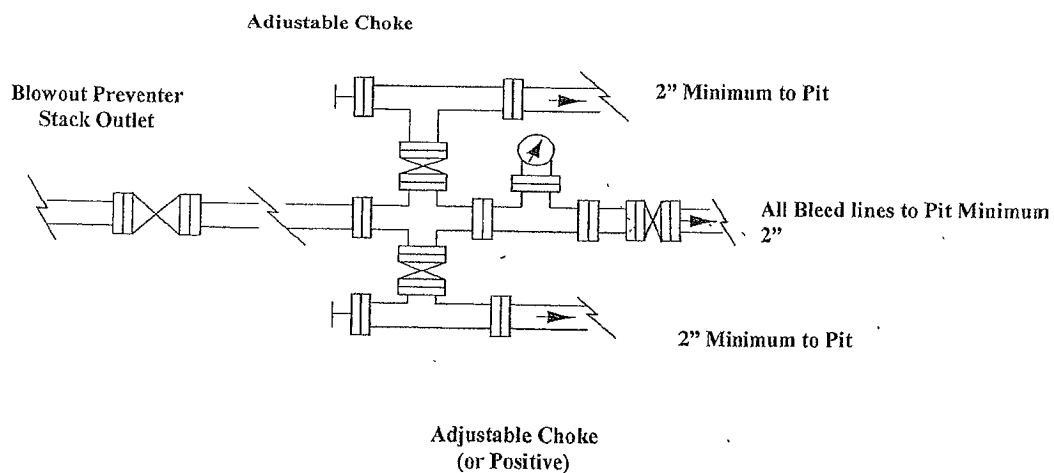 Adjustable Choke
Blowout Preventer
Stack Outlet
2” Minimum to Pit
All Bleed lines to Pit Minimum
2”
2” Minimum to Pit
Adjustable Choke
(or Positive)